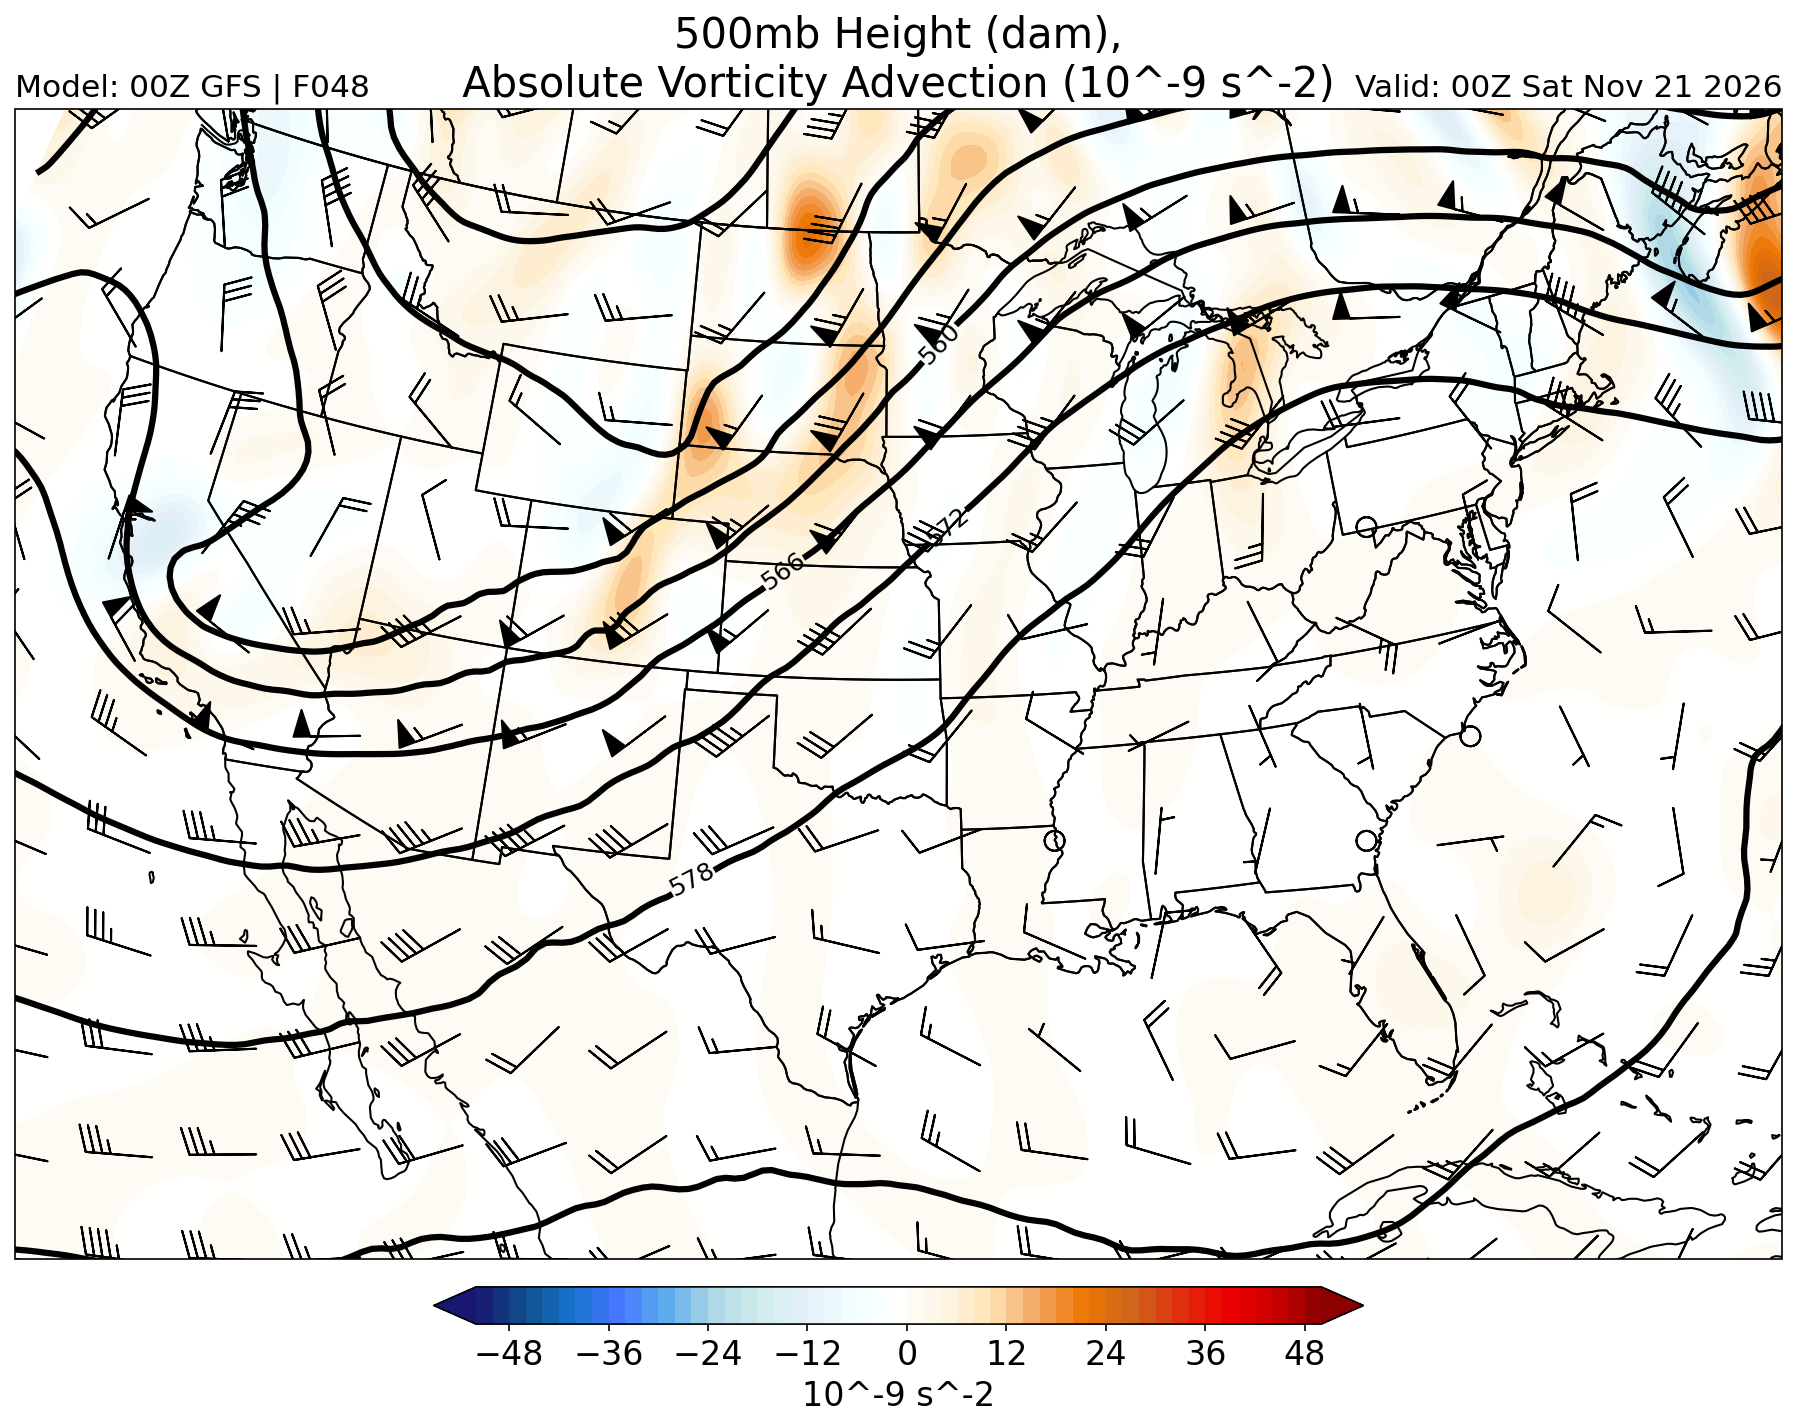 500mb Height (dam),
Model: 00Z GFS | F048
Absolute Vorticity Advection (10^-9 s^-2)
Valid: 00Z Sat Nov 21 2026
560
572
566
578
−48 −36 −24 −12 0 12 24 36 48
10^-9 s^-2